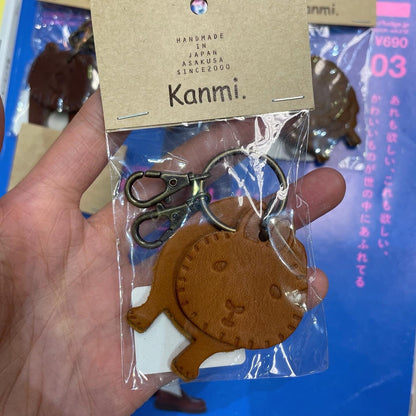 HANDMADE
IN
JAPAN
ASAKUSA
SINCE2000
Kanmi.
Kanmi.
¥690
03
あれも欲しい、これも欲しい、
かわいいものが世の中にあふれてる